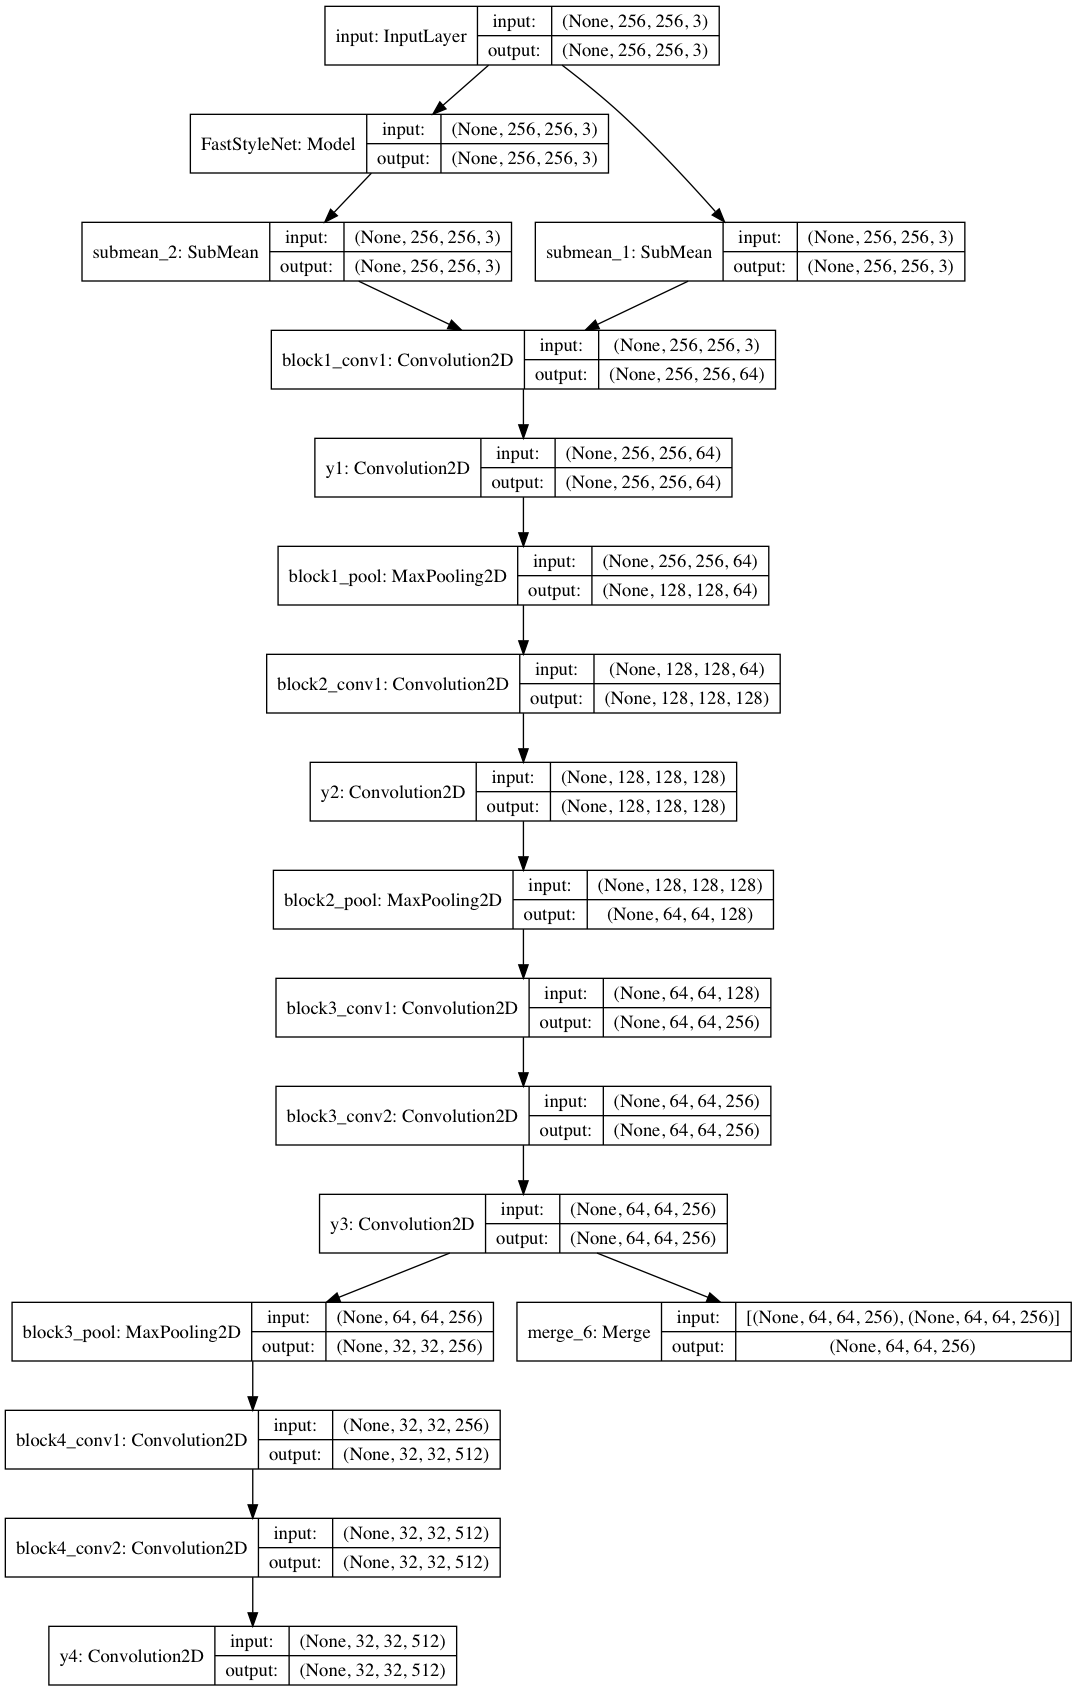 input: InputLayer
input: (None, 256, 256, 3)
output: (None, 256, 256, 3)
FastStyleNet: Model
input: (None, 256, 256, 3)
output: (None, 256, 256, 3)
submean_2: SubMean
input: (None, 256, 256, 3)
output: (None, 256, 256, 3)
submean_1: SubMean
input: (None, 256, 256, 3)
output: (None, 256, 256, 3)
block1_conv1: Convolution2D
input: (None, 256, 256, 3)
output: (None, 256, 256, 64)
y1: Convolution2D
input: (None, 256, 256, 64)
output: (None, 256, 256, 64)
block1_pool: MaxPooling2D
input: (None, 256, 256, 64)
output: (None, 128, 128, 64)
block2_conv1: Convolution2D
input: (None, 128, 128, 64)
output: (None, 128, 128, 128)
y2: Convolution2D
input: (None, 128, 128, 128)
output: (None, 128, 128, 128)
block2_pool: MaxPooling2D
input: (None, 128, 128, 128)
output: (None, 64, 64, 128)
block3_conv1: Convolution2D
input: (None, 64, 64, 128)
output: (None, 64, 64, 256)
block3_conv2: Convolution2D
input: (None, 64, 64, 256)
output: (None, 64, 64, 256)
y3: Convolution2D
input: (None, 64, 64, 256)
output: (None, 64, 64, 256)
block3_pool: MaxPooling2D
input: (None, 64, 64, 256)
output: (None, 32, 32, 256)
merge_6: Merge
input: [(None, 64, 64, 256), (None, 64, 64, 256)]
output: (None, 64, 64, 256)
block4_conv1: Convolution2D
input: (None, 32, 32, 256)
output: (None, 32, 32, 512)
block4_conv2: Convolution2D
input: (None, 32, 32, 512)
output: (None, 32, 32, 512)
y4: Convolution2D
input: (None, 32, 32, 512)
output: (None, 32, 32, 512)